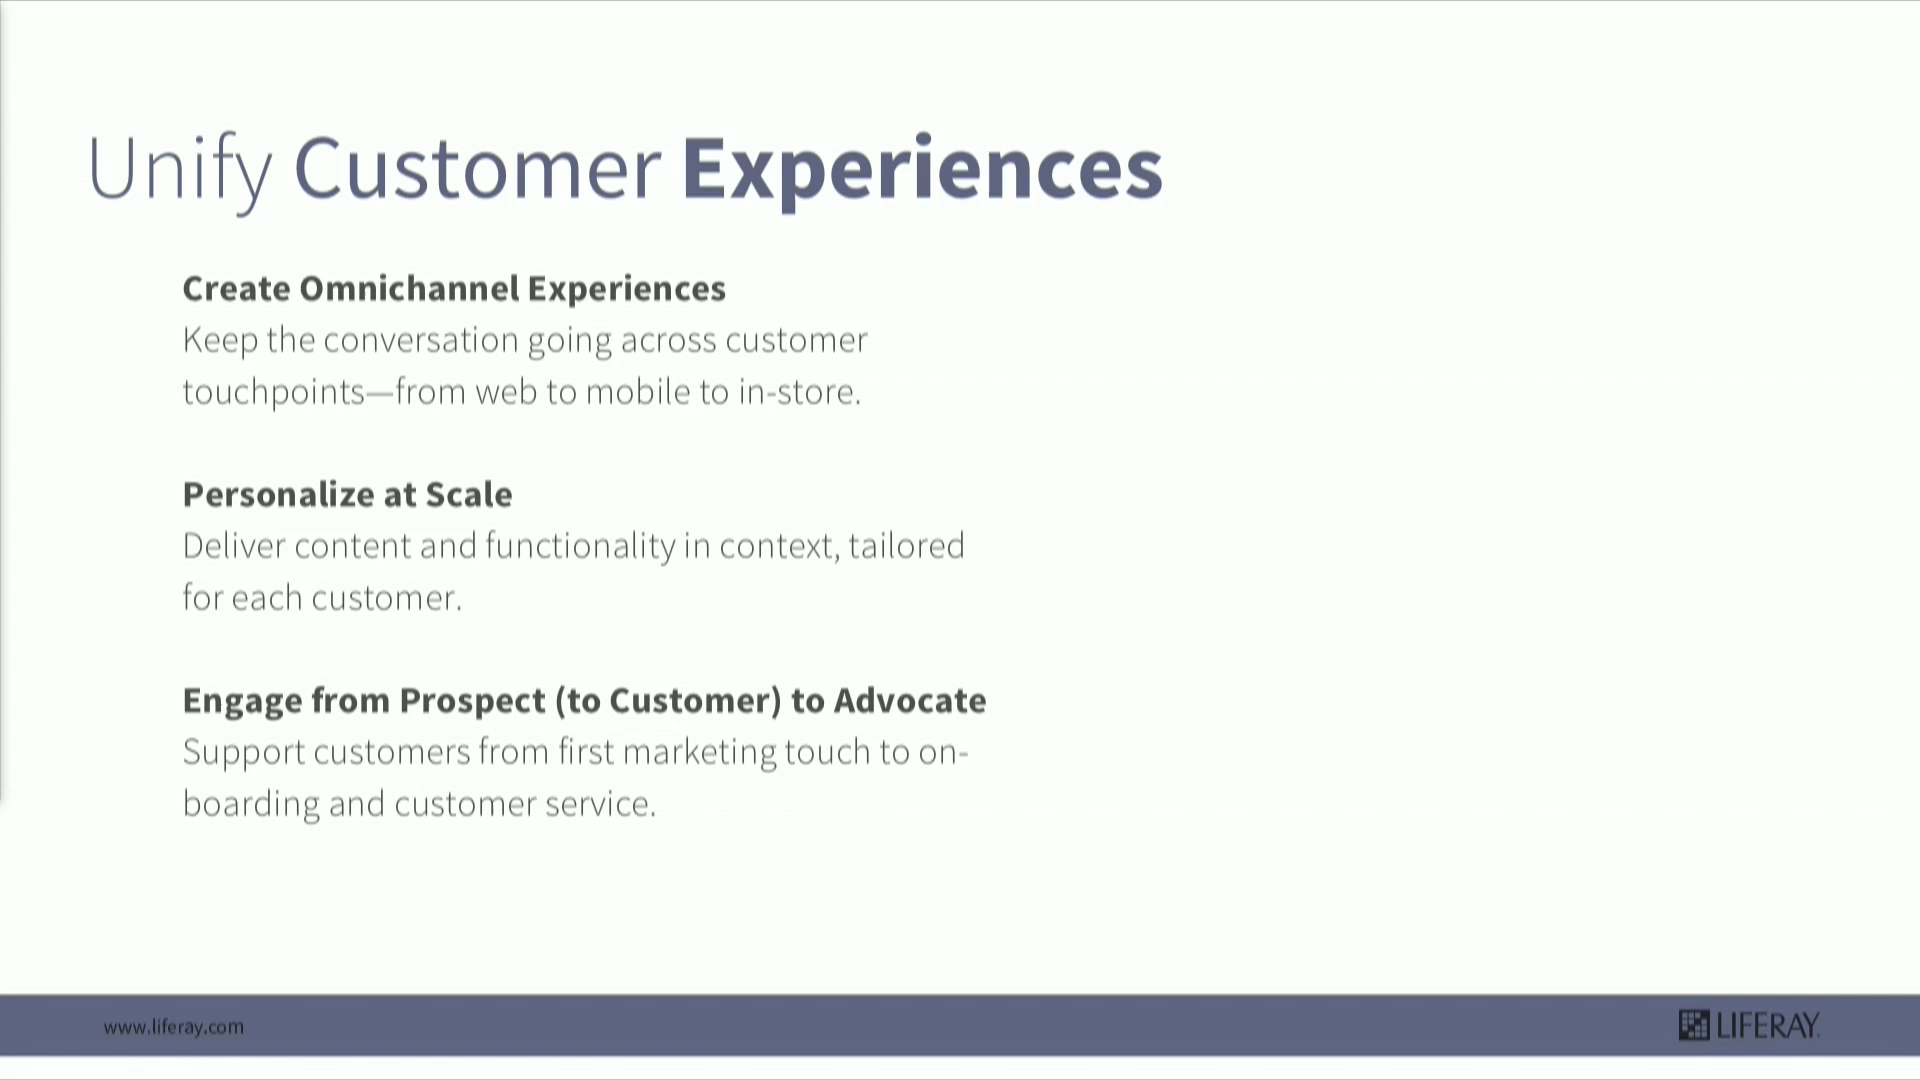 Unify Customer Experiences
Create Omnichannel Experiences
Keep the conversation going across customer
touchpoints—from web to mobile to in-store.
Personalize at Scale
Deliver content and functionality in context, tailored
for each customer.
Engage from Prospect (to Customer) to Advocate
Support customers from first marketing touch to on-
boarding and customer service.
www.liferay.com
LIFERAY